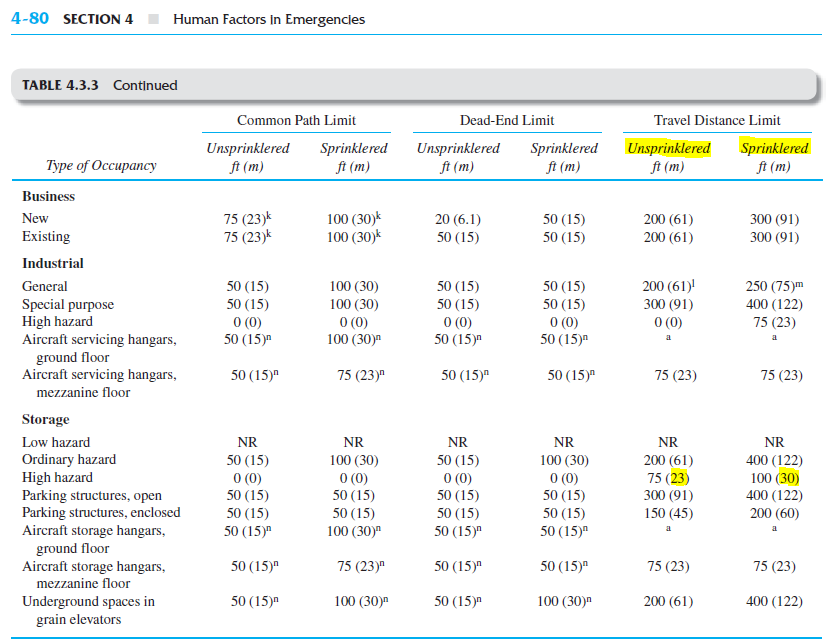 4-80 SECTION 4 ■ Human Factors in Emergencies
TABLE 4.3.3 Continued
Common Path Limit Dead-End Limit Travel Distance Limit
Unsprinklered Sprinklered Unsprinklered Sprinklered Unsprinklered Sprinklered
Type of Occupancy ft (m) ft (m) ft (m) ft (m) ft (m) ft (m)
Business
New 75 (23)k 100 (30)k 20 (6.1) 50 (15) 200 (61) 300 (91)
Existing 75 (23)k 100 (30)k 50 (15) 50 (15) 200 (61) 300 (91)
Industrial
General 50 (15) 100 (30) 50 (15) 50 (15) 200 (61)l 250 (75)m
Special purpose 50 (15) 100 (30) 50 (15) 50 (15) 300 (91) 400 (122)
High hazard 0 (0) 0 (0) 0 (0) 0 (0) 0 (0) 75 (23)
Aircraft servicing hangars, 50 (15)n 100 (30)n 50 (15)n 50 (15)n a a
ground floor
Aircraft servicing hangars, 50 (15)n 75 (23)n 50 (15)n 50 (15)n 75 (23) 75 (23)
mezzanine floor
Storage
Low hazard NR NR NR NR NR NR
Ordinary hazard 50 (15) 100 (30) 50 (15) 100 (30) 200 (61) 400 (122)
High hazard 0 (0) 0 (0) 0 (0) 0 (0) 75 (23) 100 (30)
Parking structures, open 50 (15) 50 (15) 50 (15) 50 (15) 300 (91) 400 (122)
Parking structures, enclosed 50 (15) 50 (15) 50 (15) 50 (15) 150 (45) 200 (60)
Aircraft storage hangars, 50 (15)n 100 (30)n 50 (15)n 50 (15)n a a
ground floor
Aircraft storage hangars, 50 (15)n 75 (23)n 50 (15)n 50 (15)n 75 (23) 75 (23)
mezzanine floor
Underground spaces in 50 (15)n 100 (30)n 50 (15)n 100 (30)n 200 (61) 400 (122)
grain elevators